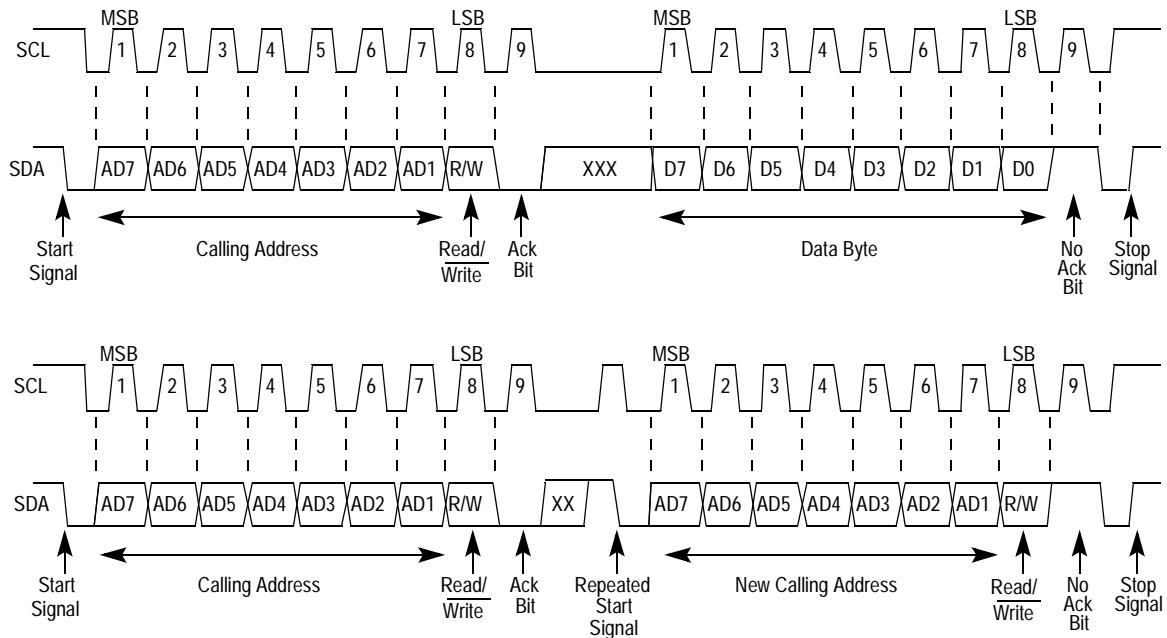 MSB LSB MSB LSB
SCL 1 2 3 4 5 6 7 8 9 1 2 3 4 5 6 7 8 9
SDA AD7 AD6 AD5 AD4 AD3 AD2 AD1 R/W XXX D7 D6 D5 D4 D3 D2 D1 D0
Start Signal
Calling Address
Read/ Write
Ack Bit
Data Byte
No Ack Bit
Stop Signal
MSB LSB MSB LSB
SCL 1 2 3 4 5 6 7 8 9 1 2 3 4 5 6 7 8 9
SDA AD7 AD6 AD5 AD4 AD3 AD2 AD1 R/W XX AD7 AD6 AD5 AD4 AD3 AD2 AD1 R/W
Start Signal
Calling Address
Read/ Write
Ack Bit
Repeated Start Signal
New Calling Address
Read/ Write
No Ack Bit
Stop Signal